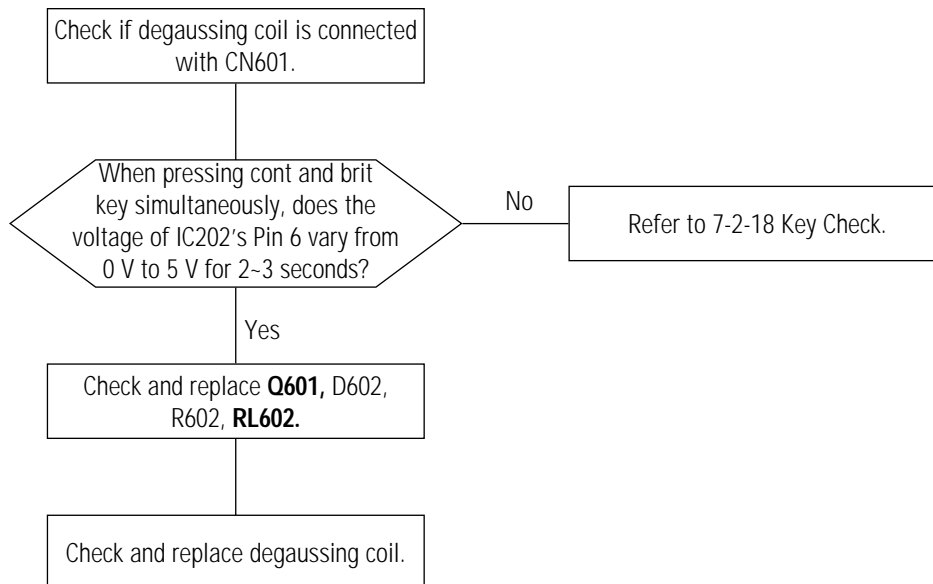 Check if degaussing coil is connected
with CN601.
When pressing cont and brit
key simultaneously, does the
voltage of IC202's Pin 6 vary from
0 V to 5 V for 2~3 seconds?
No
Refer to 7-2-18 Key Check.
Yes
Check and replace Q601, D602,
R602, RL602.
Check and replace degaussing coil.